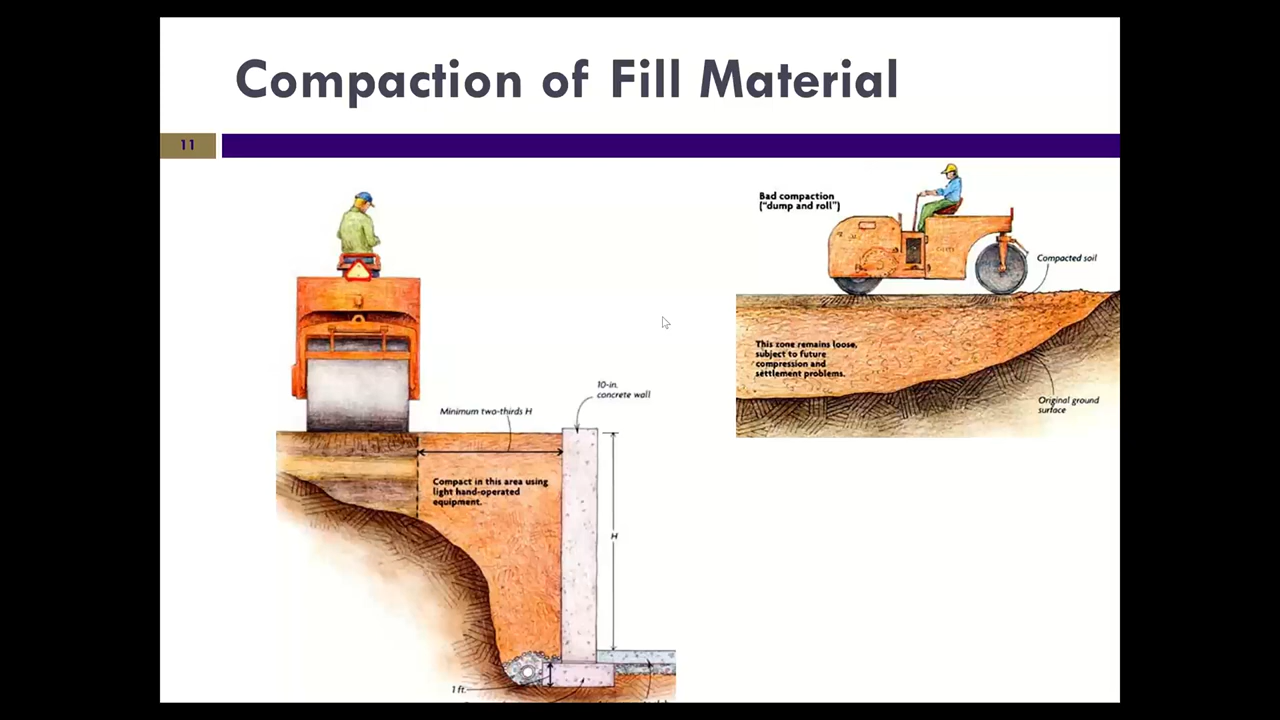 Compaction of Fill Material
11
Bad compaction
("dump and roll")
Compacted soil
This zone remains loose,
subject to future
compression and
settlement problems.
Original ground
surface
10-in.
concrete wall
Minimum two-thirds H
Compact in this area using
light hand-operated
equipment.
H
1 ft.